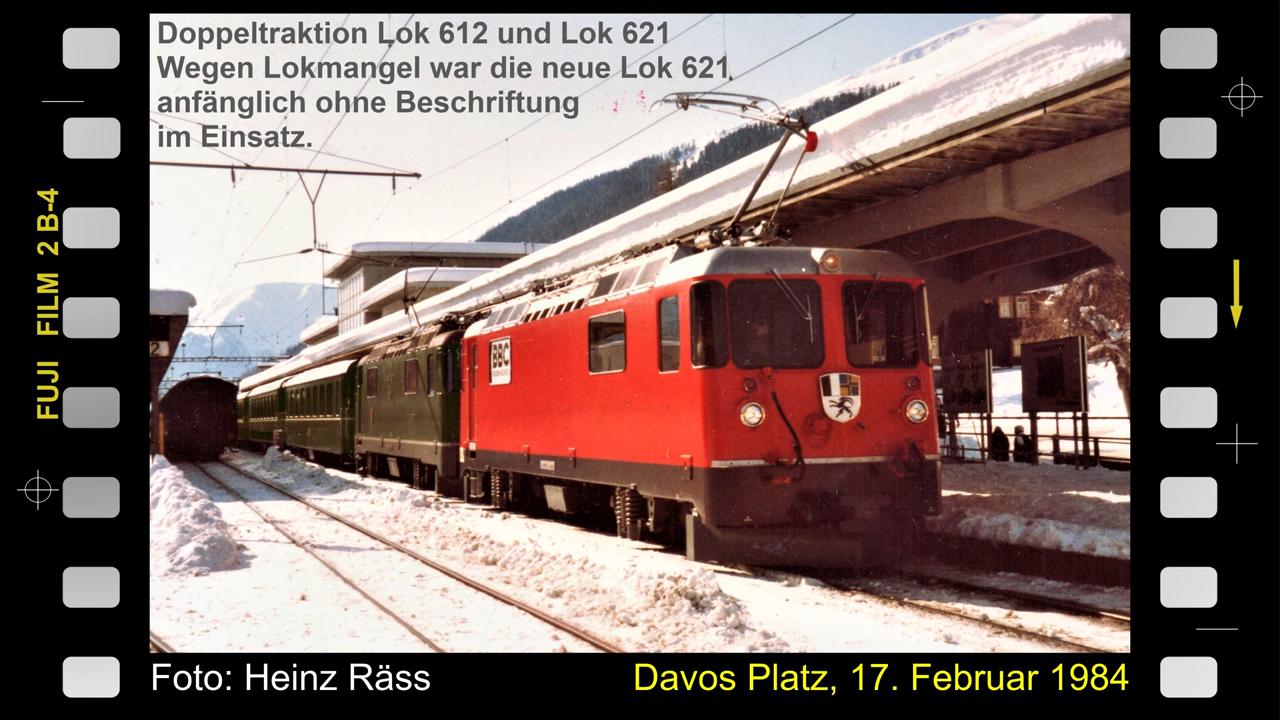 Doppeltraktion Lok 612 und Lok 621
Wegen Lokmangel war die neue Lok 621
anfänglich ohne Beschriftung
im Einsatz.
FUJI FILM 2 B-4
2
BBC
Foto: Heinz Räss
Davos Platz, 17. Februar 1984